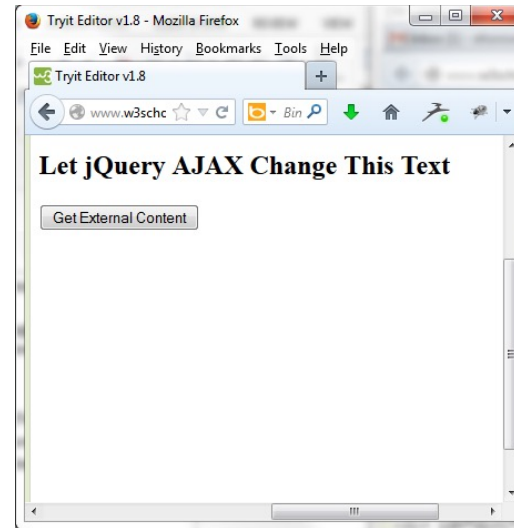 Tryit Editor v1.8 - Mozilla Firefox
File Edit View History Bookmarks Tools Help
Tryit Editor v1.8
www.w3schc Bin
Let jQuery AJAX Change This Text
Get External Content